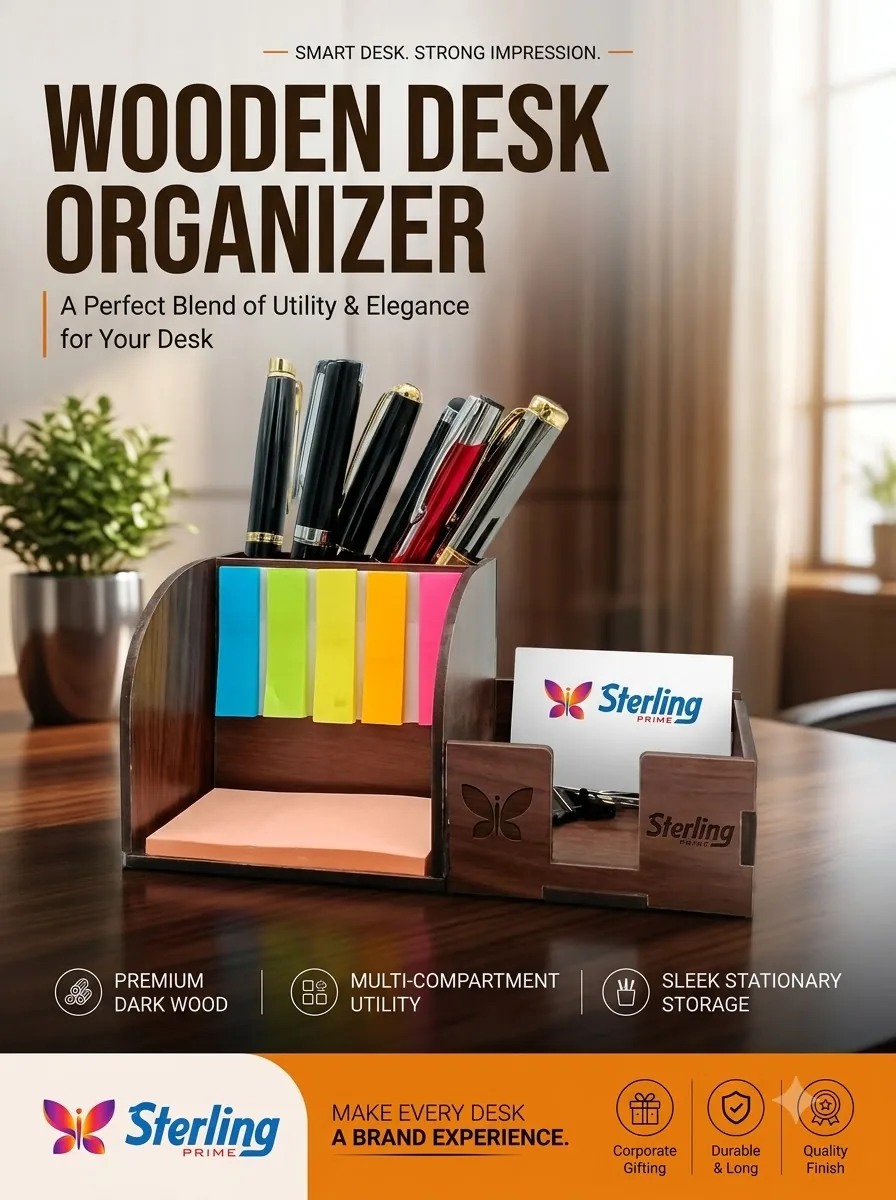 SMART DESK. STRONG IMPRESSION.
WOODEN DESK
ORGANIZER
A Perfect Blend of Utility & Elegance
for Your Desk
Sterling
PRIME
Sterling
PRIME
PREMIUM
DARK WOOD
MULTI-COMPARTMENT
UTILITY
SLEEK STATIONARY
STORAGE
Sterling
PRIME
MAKE EVERY DESK
A BRAND EXPERIENCE.
Corporate
Gifting
Durable
& Long
Quality
Finish